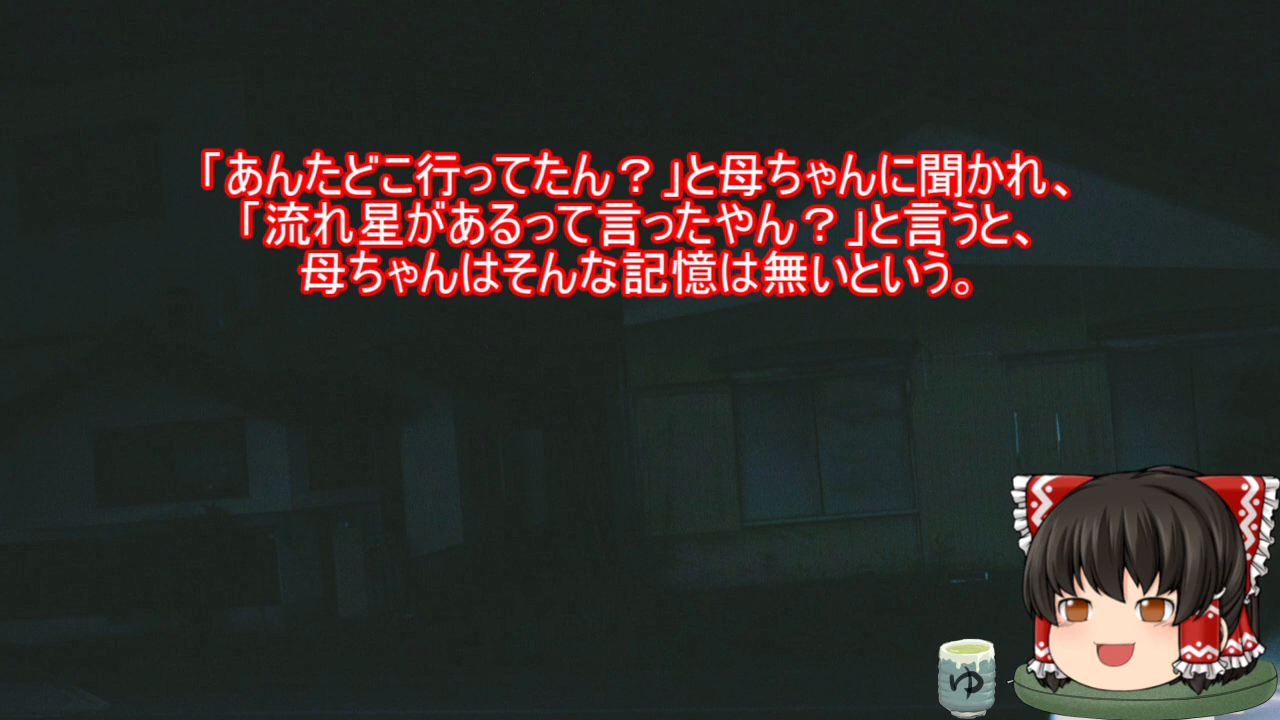 「あんたどこ行ってたん？」と母ちゃんに聞かれ、
「流れ星があるって言ったやん？」と言うと、
母ちゃんはそんな記憶は無いという。
ゆ